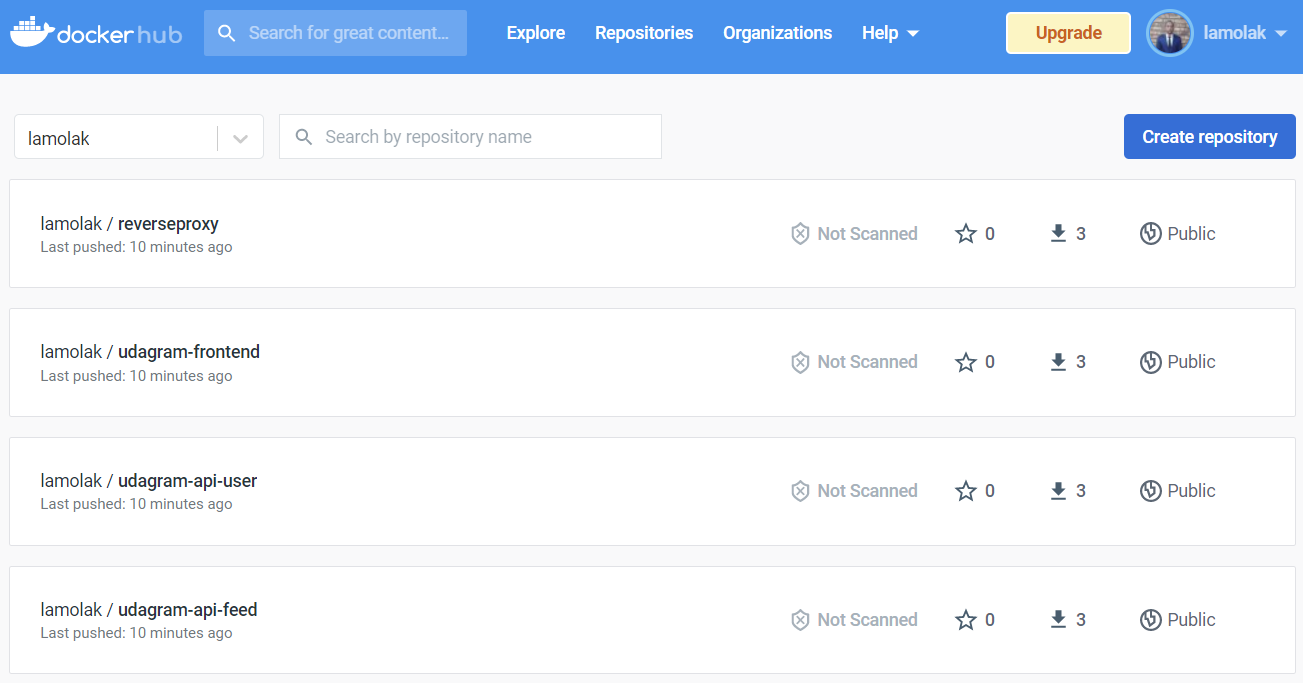 dockerhub Search for great content... Explore Repositories Organizations Help Upgrade lamolak
lamolak Search by repository name Create repository
lamolak / reverseproxy
Last pushed: 10 minutes ago
Not Scanned 0 3 Public
lamolak / udagram-frontend
Last pushed: 10 minutes ago
Not Scanned 0 3 Public
lamolak / udagram-api-user
Last pushed: 10 minutes ago
Not Scanned 0 3 Public
lamolak / udagram-api-feed
Last pushed: 10 minutes ago
Not Scanned 0 3 Public